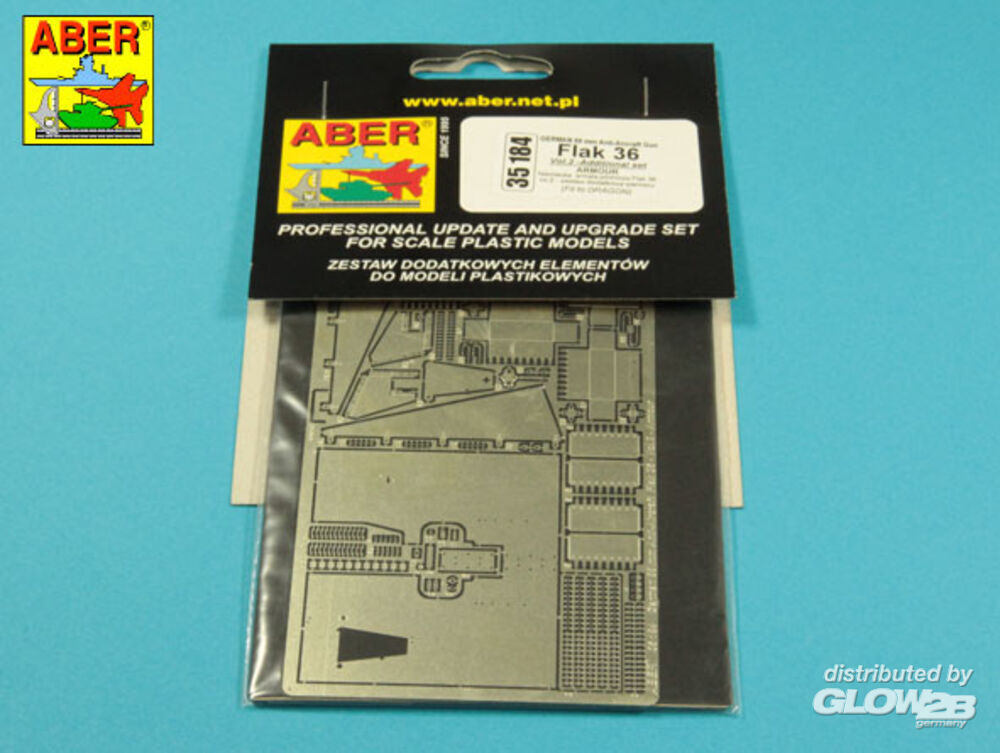 ABER
www.aber.net.pl
ABER
SINCE 1995
35 184
GERMAN 88 mm Anti-Aircraft Gun
Flak 36
Vol.2 -Additional set
ARMOUR
(Fit to DRAGON)
PROFESSIONAL UPDATE AND UPGRADE SET
FOR SCALE PLASTIC MODELS
ZESTAW DODATKOWYCH ELEMENTÓW
DO MODELI PLASTIKOWYCH
distributed by
GLOW2B
germany